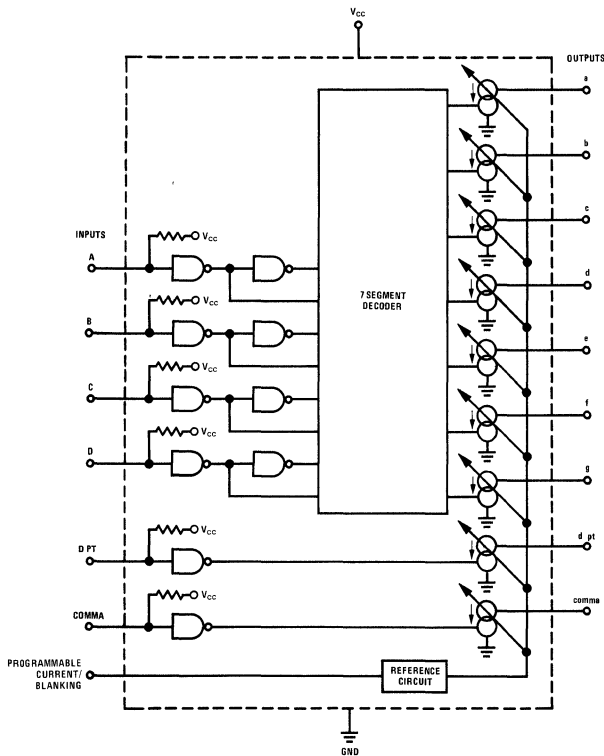 VCC
OUTPUTS
a
b
c
INPUTS
VCC
A
7 SEGMENT
DECODER
d
VCC
B
e
VCC
C
f
VCC
D
g
VCC
D PT
d pt
VCC
COMMA
comma
PROGRAMMABLE
CURRENT/
BLANKING
REFERENCE
CIRCUIT
GND